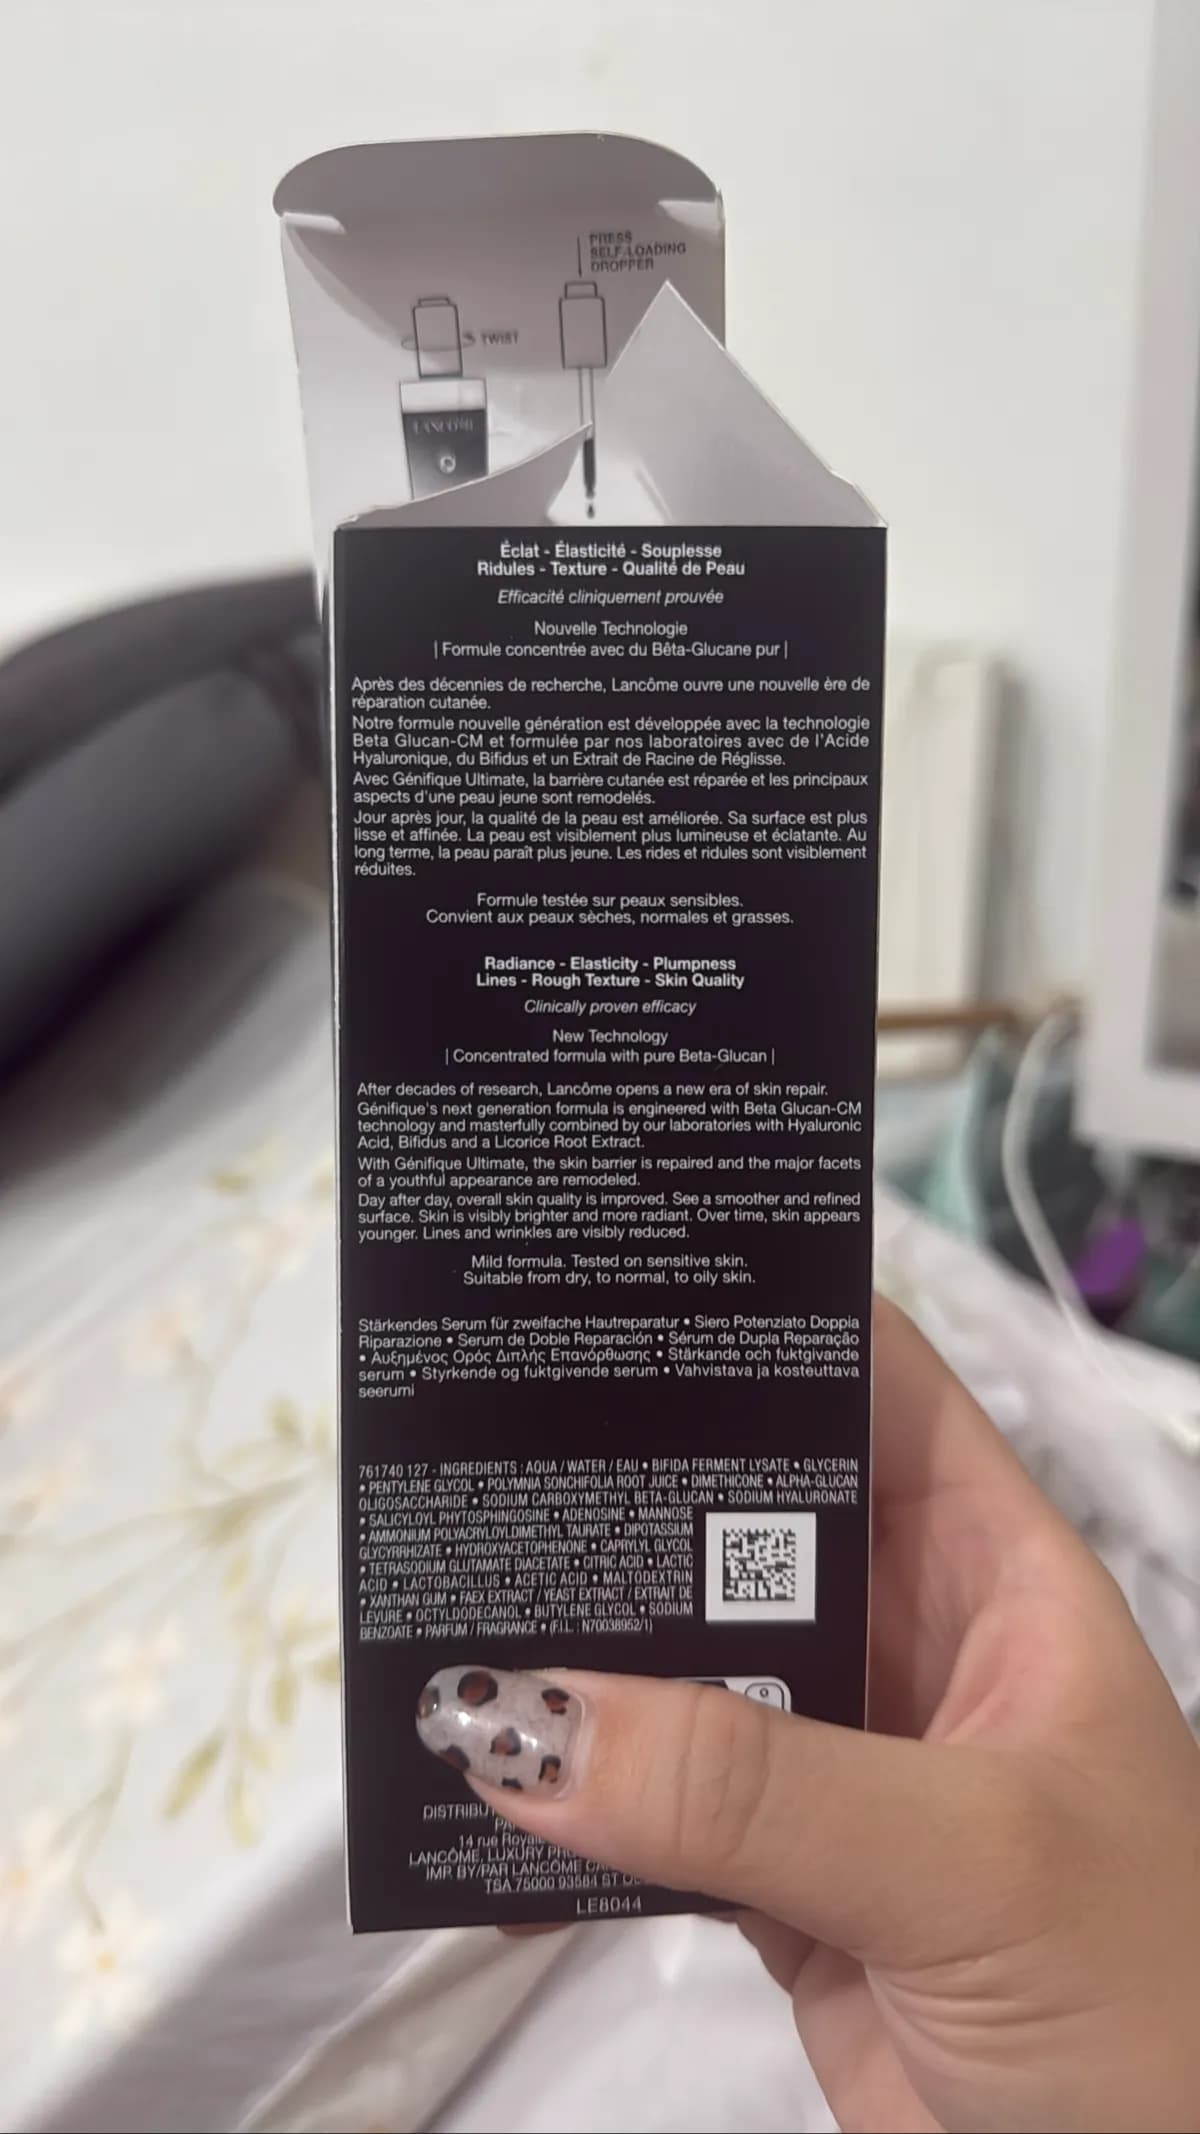 PRESS
SELF-LOADING
DROPPER
TWIST
LANCÔME
Éclat - Élasticité - Souplesse
Ridules - Texture - Qualité de Peau
Efficacité cliniquement prouvée
Nouvelle Technologie
| Formule concentrée avec du Bêta-Glucane pur |
Après des décennies de recherche, Lancôme ouvre une nouvelle ère de
réparation cutanée.
Notre formule nouvelle génération est développée avec la technologie
Beta Glucan-CM et formulée par nos laboratoires avec de l'Acide
Hyaluronique, du Bifidus et un Extrait de Racine de Réglisse.
Avec Génifique Ultimate, la barrière cutanée est réparée et les principaux
aspects d'une peau jeune sont remodelés.
Jour après jour, la qualité de la peau est améliorée. Sa surface est plus
lisse et affinée. La peau est visiblement plus lumineuse et éclatante. Au
long terme, la peau paraît plus jeune. Les rides et ridules sont visiblement
réduites.
Formule testée sur peaux sensibles.
Convient aux peaux sèches, normales et grasses.
Radiance - Elasticity - Plumpness
Lines - Rough Texture - Skin Quality
Clinically proven efficacy
New Technology
| Concentrated formula with pure Beta-Glucan |
After decades of research, Lancôme opens a new era of skin repair.
Génifique's next generation formula is engineered with Beta Glucan-CM
technology and masterfully combined by our laboratories with Hyaluronic
Acid, Bifidus and a Licorice Root Extract.
With Génifique Ultimate, the skin barrier is repaired and the major facets
of a youthful appearance are remodeled.
Day after day, overall skin quality is improved. See a smoother and refined
surface. Skin is visibly brighter and more radiant. Over time, skin appears
younger. Lines and wrinkles are visibly reduced.
Mild formula. Tested on sensitive skin.
Suitable from dry, to normal, to oily skin.
Stärkendes Serum für zweifache Hautreparatur • Siero Potenziato Doppia
Riparazione • Serum de Doble Reparación • Sérum de Dupla Reparação
• Αυξημένος Ορός Διπλής Επανόρθωσης • Stärkande och fuktgivande
serum • Styrkende og fuktgivende serum • Vahvistava ja kosteuttava
seerumi
761740 127 - INGREDIENTS : AQUA / WATER / EAU • BIFIDA FERMENT LYSATE • GLYCERIN
• PENTYLENE GLYCOL • POLYMNIA SONCHIFOLIA ROOT JUICE • DIMETHICONE • ALPHA-GLUCAN
OLIGOSACCHARIDE • SODIUM CARBOXYMETHYL BETA-GLUCAN • SODIUM HYALURONATE
• SALICYLOYL PHYTOSPHINGOSINE • ADENOSINE • MANNOSE
• AMMONIUM POLYACRYLOYLDIMETHYL TAURATE • DIPOTASSIUM
GLYCYRRHIZATE • HYDROXYACETOPHENONE • CAPRYLYL GLYCOL
• TETRASODIUM GLUTAMATE DIACETATE • CITRIC ACID • LACTIC
ACID • LACTOBACILLUS • ACETIC ACID • MALTODEXTRIN
• XANTHAN GUM • FAEX EXTRACT / YEAST EXTRACT / EXTRAIT DE
LEVURE • OCTYLDODECANOL • BUTYLENE GLYCOL • SODIUM
BENZOATE • PARFUM / FRAGRANCE • (F.I.L. : N70038952/1)
DISTRIBU
14 rue Royale
LANCÔME, LUXURY
IMP. BY/PAR LANCÔME
TSA 75000 93584 ST
LE8044